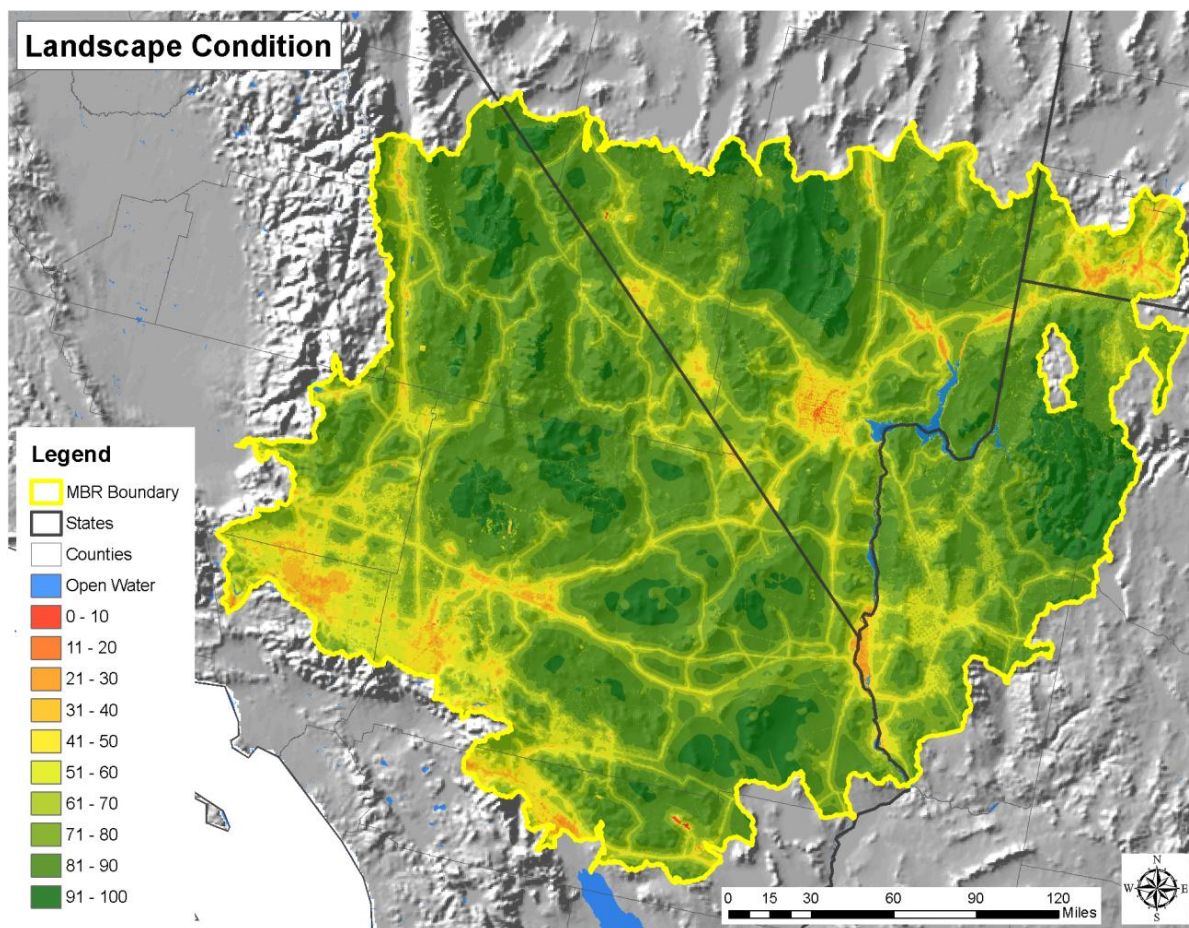 Landscape Condition
Legend
MBR Boundary
States
Counties
Open Water
0 - 10
11 - 20
21 - 30
31 - 40
41 - 50
51 - 60
61 - 70
71 - 80
81 - 90
91 - 100
0 15 30 60 90 120
Miles
N
W E
S